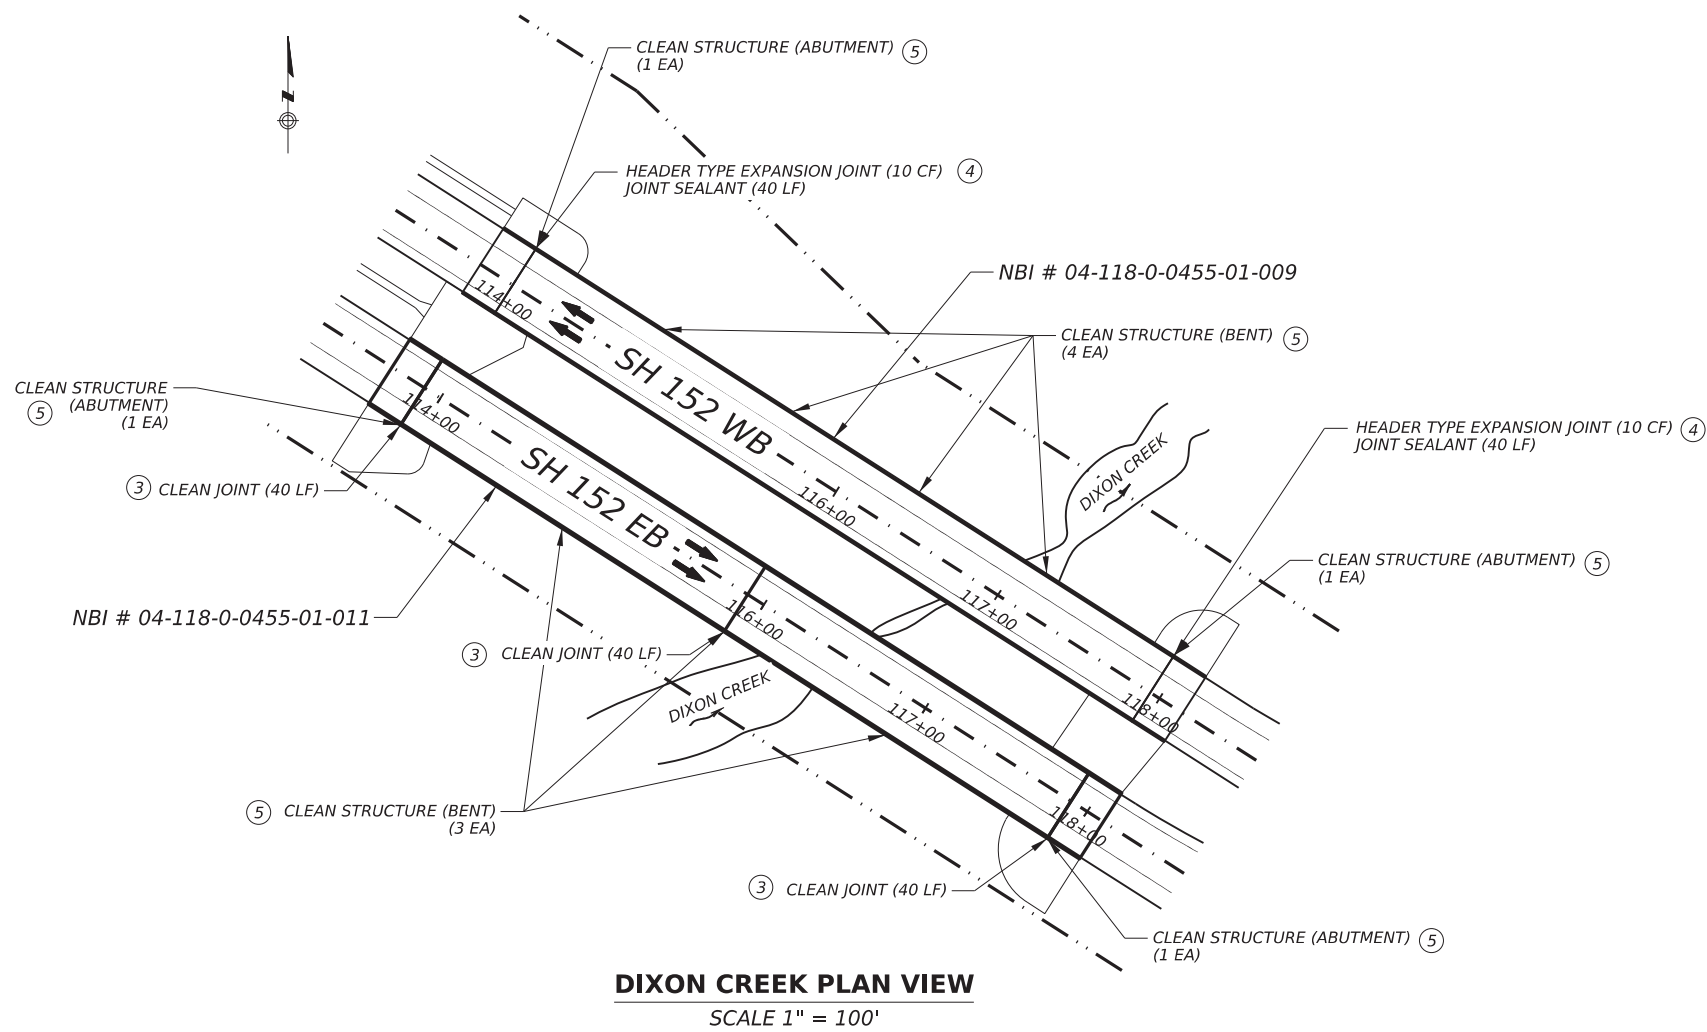 CLEAN STRUCTURE (ABUTMENT) 5
(1 EA)
N
HEADER TYPE EXPANSION JOINT (10 CF) 4
JOINT SEALANT (40 LF)
NBI # 04-118-0-0455-01-009
114+00
CLEAN STRUCTURE (BENT) 5
(4 EA)
SH 152 WB
CLEAN STRUCTURE
5 (ABUTMENT)
(1 EA)
114+00
HEADER TYPE EXPANSION JOINT (10 CF) 4
JOINT SEALANT (40 LF)
DIXON CREEK
3 CLEAN JOINT (40 LF)
SH 152 EB
116+00
CLEAN STRUCTURE (ABUTMENT) 5
(1 EA)
NBI # 04-118-0-0455-01-011
116+00
117+00
3 CLEAN JOINT (40 LF)
DIXON CREEK
117+00
118+00
5 CLEAN STRUCTURE (BENT)
(3 EA)
118+00
3 CLEAN JOINT (40 LF)
CLEAN STRUCTURE (ABUTMENT) 5
(1 EA)
DIXON CREEK PLAN VIEW
SCALE 1" = 100'